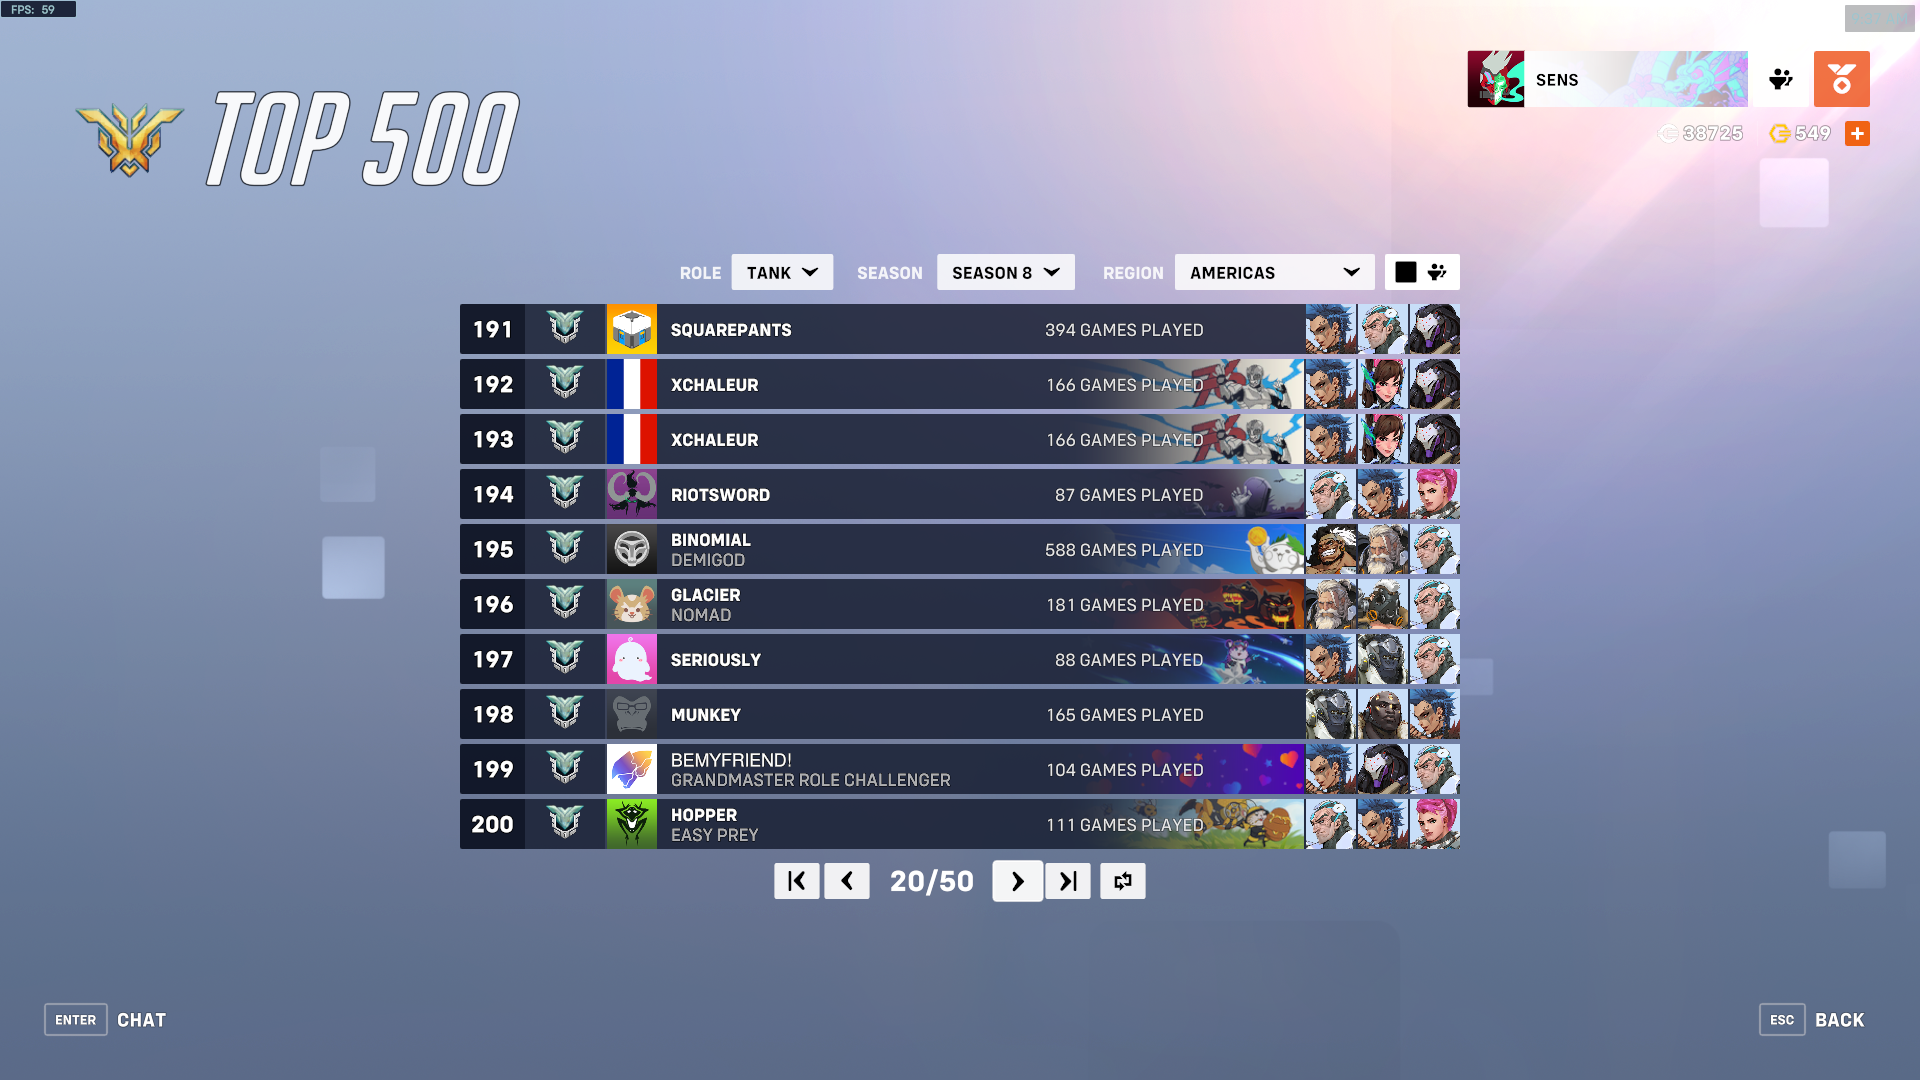 FPS: 59
SENS
38725
549
TOP 500
ROLE TANK SEASON SEASON 8 REGION AMERICAS
191 SQUAREPANTS 394 GAMES PLAYED
192 XCHALEUR 166 GAMES PLAYED
193 XCHALEUR 166 GAMES PLAYED
194 RIOTSWORD 87 GAMES PLAYED
195 BINOMIAL 588 GAMES PLAYED
DEMIGOD
196 GLACIER 181 GAMES PLAYED
NOMAD
197 SERIOUSLY 88 GAMES PLAYED
198 MUNKEY 165 GAMES PLAYED
199 BEMYFRIEND! 104 GAMES PLAYED
GRANDMASTER ROLE CHALLENGER
200 HOPPER 111 GAMES PLAYED
EASY PREY
20/50
ENTER CHAT
ESC BACK